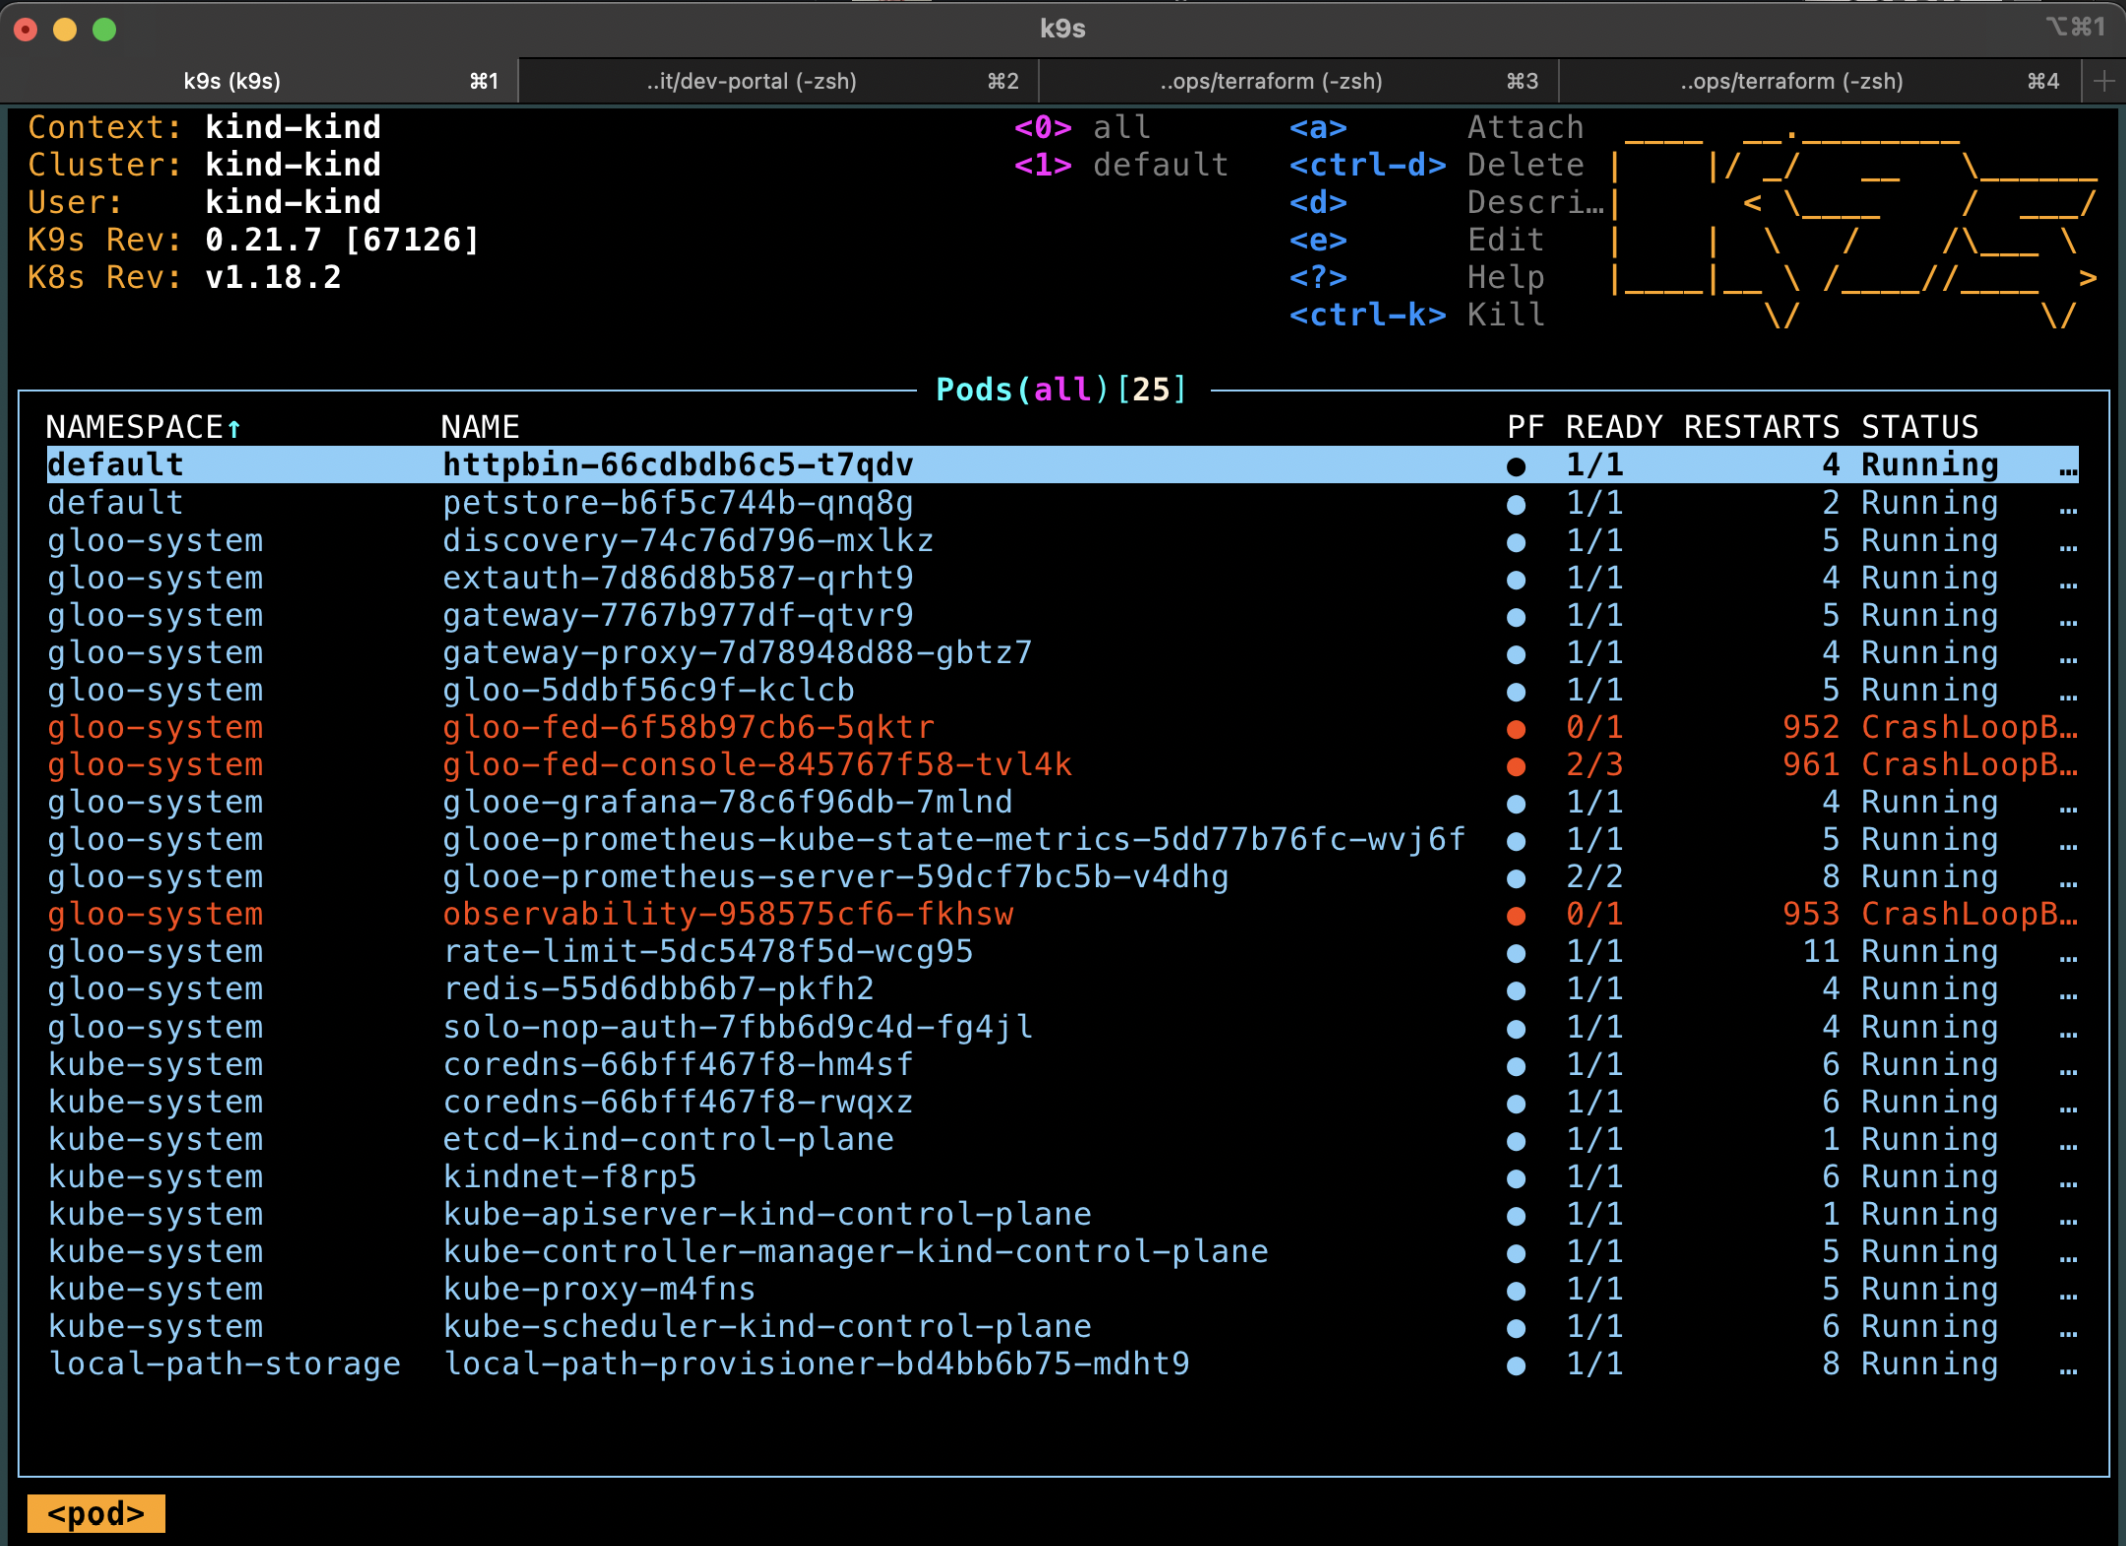 k9s ⌥⌘1
k9s (k9s) ⌘1 ..it/dev-portal (-zsh) ⌘2 ..ops/terraform (-zsh) ⌘3 ..ops/terraform (-zsh) ⌘4 +
Context: kind-kind <0> all <a> Attach
Cluster: kind-kind <1> default <ctrl-d> Delete
User: kind-kind <d> Descri…
K9s Rev: 0.21.7 [67126] <e> Edit
K8s Rev: v1.18.2 <?> Help
<ctrl-k> Kill
Pods(all)[25]
NAMESPACE↑ NAME PF READY RESTARTS STATUS
default httpbin-66cdbdb6c5-t7qdv ● 1/1 4 Running …
default petstore-b6f5c744b-qnq8g ● 1/1 2 Running …
gloo-system discovery-74c76d796-mxlkz ● 1/1 5 Running …
gloo-system extauth-7d86d8b587-qrht9 ● 1/1 4 Running …
gloo-system gateway-7767b977df-qtvr9 ● 1/1 5 Running …
gloo-system gateway-proxy-7d78948d88-gbtz7 ● 1/1 4 Running …
gloo-system gloo-5ddbf56c9f-kclcb ● 1/1 5 Running …
gloo-system gloo-fed-6f58b97cb6-5qktr ● 0/1 952 CrashLoopB…
gloo-system gloo-fed-console-845767f58-tvl4k ● 2/3 961 CrashLoopB…
gloo-system glooe-grafana-78c6f96db-7mlnd ● 1/1 4 Running …
gloo-system glooe-prometheus-kube-state-metrics-5dd77b76fc-wvj6f ● 1/1 5 Running …
gloo-system glooe-prometheus-server-59dcf7bc5b-v4dhg ● 2/2 8 Running …
gloo-system observability-958575cf6-fkhsw ● 0/1 953 CrashLoopB…
gloo-system rate-limit-5dc5478f5d-wcg95 ● 1/1 11 Running …
gloo-system redis-55d6dbb6b7-pkfh2 ● 1/1 4 Running …
gloo-system solo-nop-auth-7fbb6d9c4d-fg4jl ● 1/1 4 Running …
kube-system coredns-66bff467f8-hm4sf ● 1/1 6 Running …
kube-system coredns-66bff467f8-rwqxz ● 1/1 6 Running …
kube-system etcd-kind-control-plane ● 1/1 1 Running …
kube-system kindnet-f8rp5 ● 1/1 6 Running …
kube-system kube-apiserver-kind-control-plane ● 1/1 1 Running …
kube-system kube-controller-manager-kind-control-plane ● 1/1 5 Running …
kube-system kube-proxy-m4fns ● 1/1 5 Running …
kube-system kube-scheduler-kind-control-plane ● 1/1 6 Running …
local-path-storage local-path-provisioner-bd4bb6b75-mdht9 ● 1/1 8 Running …
<pod>